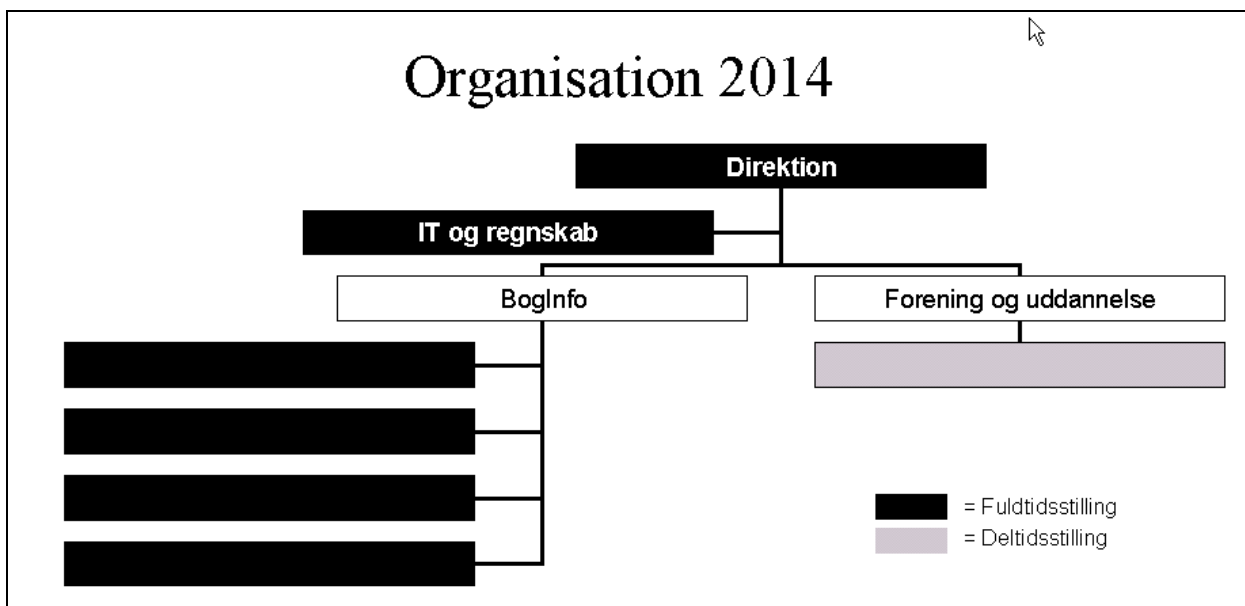 Organisation 2014
Direktion
IT og regnskab
BogInfo
Forening og uddannelse
= Fuldtidsstilling
= Deltidsstilling